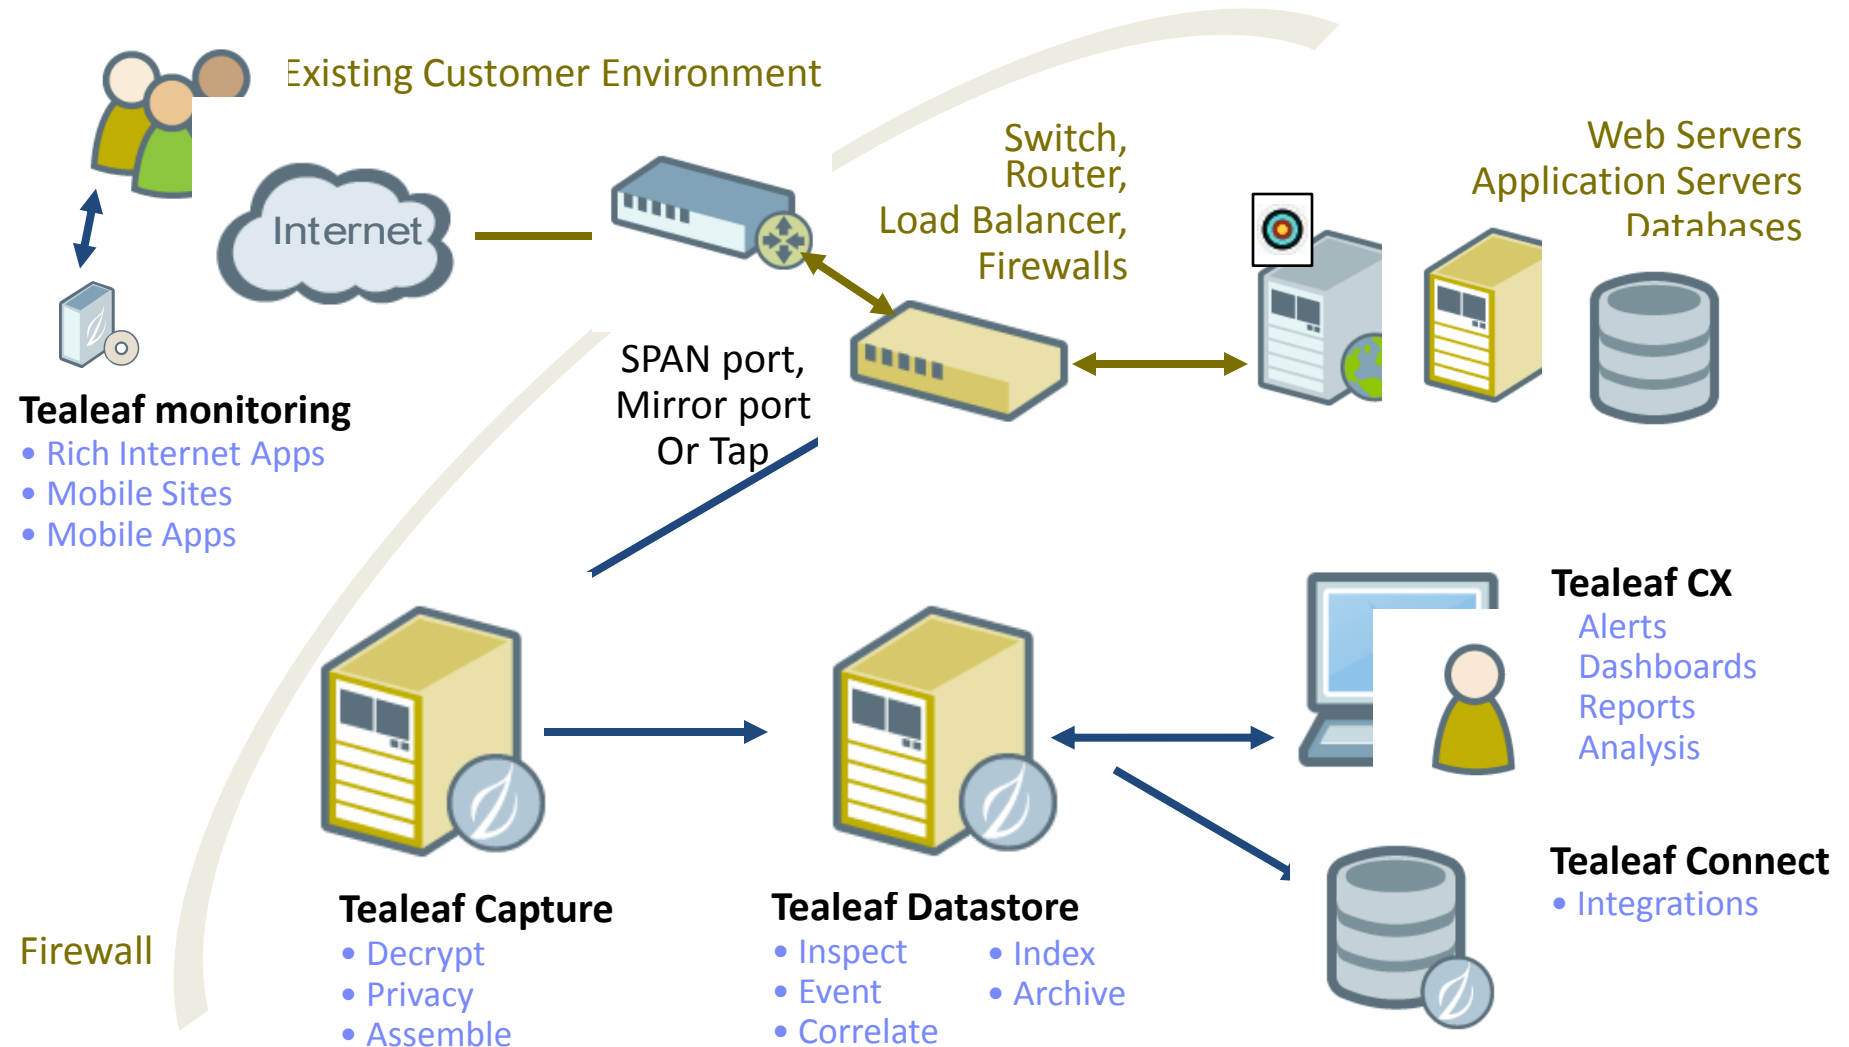 Existing Customer Environment
Switch,
Router,
Load Balancer,
Firewalls
Web Servers
Application Servers
Databases
Internet
SPAN port,
Mirror port
Or Tap
Tealeaf monitoring
• Rich Internet Apps
• Mobile Sites
• Mobile Apps
Tealeaf CX
Alerts
Dashboards
Reports
Analysis
Tealeaf Connect
• Integrations
Tealeaf Capture
• Decrypt
• Privacy
• Assemble
Tealeaf Datastore
• Inspect
• Event
• Correlate
• Index
• Archive
Firewall